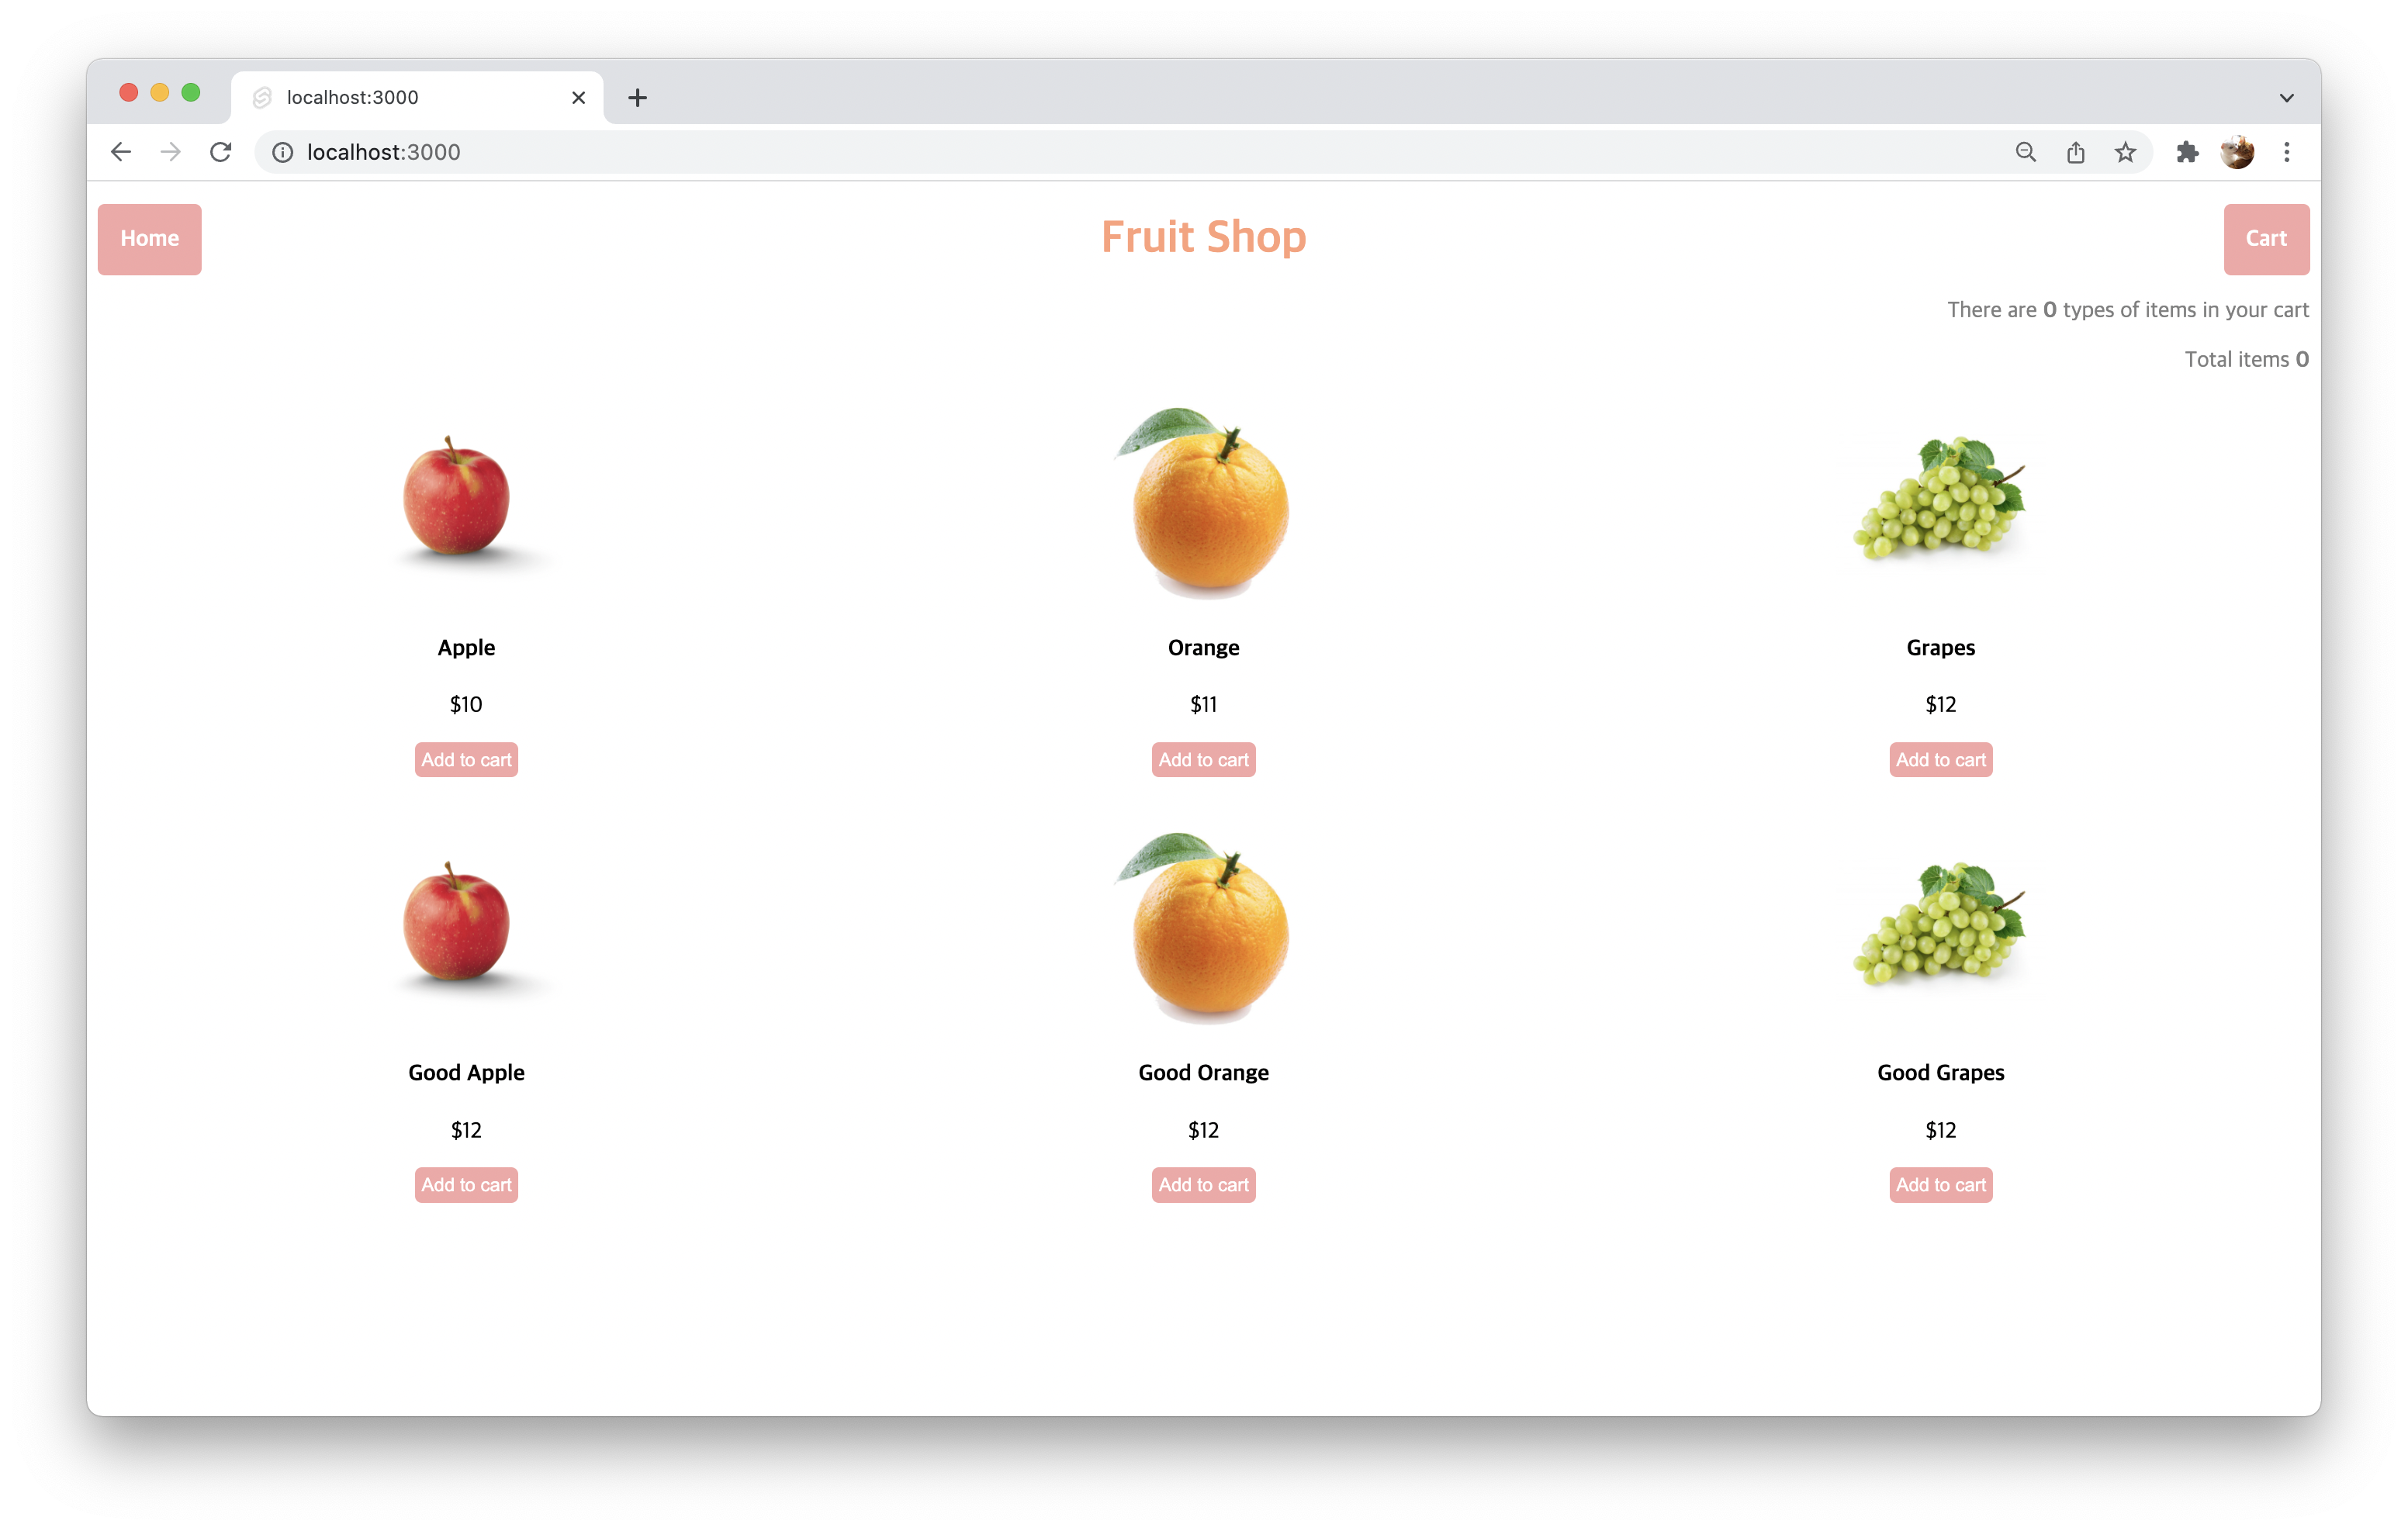 localhost:3000
localhost:3000
Home
Fruit Shop
Cart
There are 0 types of items in your cart
Total items 0
Apple
Orange
Grapes
$10
$11
$12
Add to cart
Add to cart
Add to cart
Good Apple
Good Orange
Good Grapes
$12
$12
$12
Add to cart
Add to cart
Add to cart